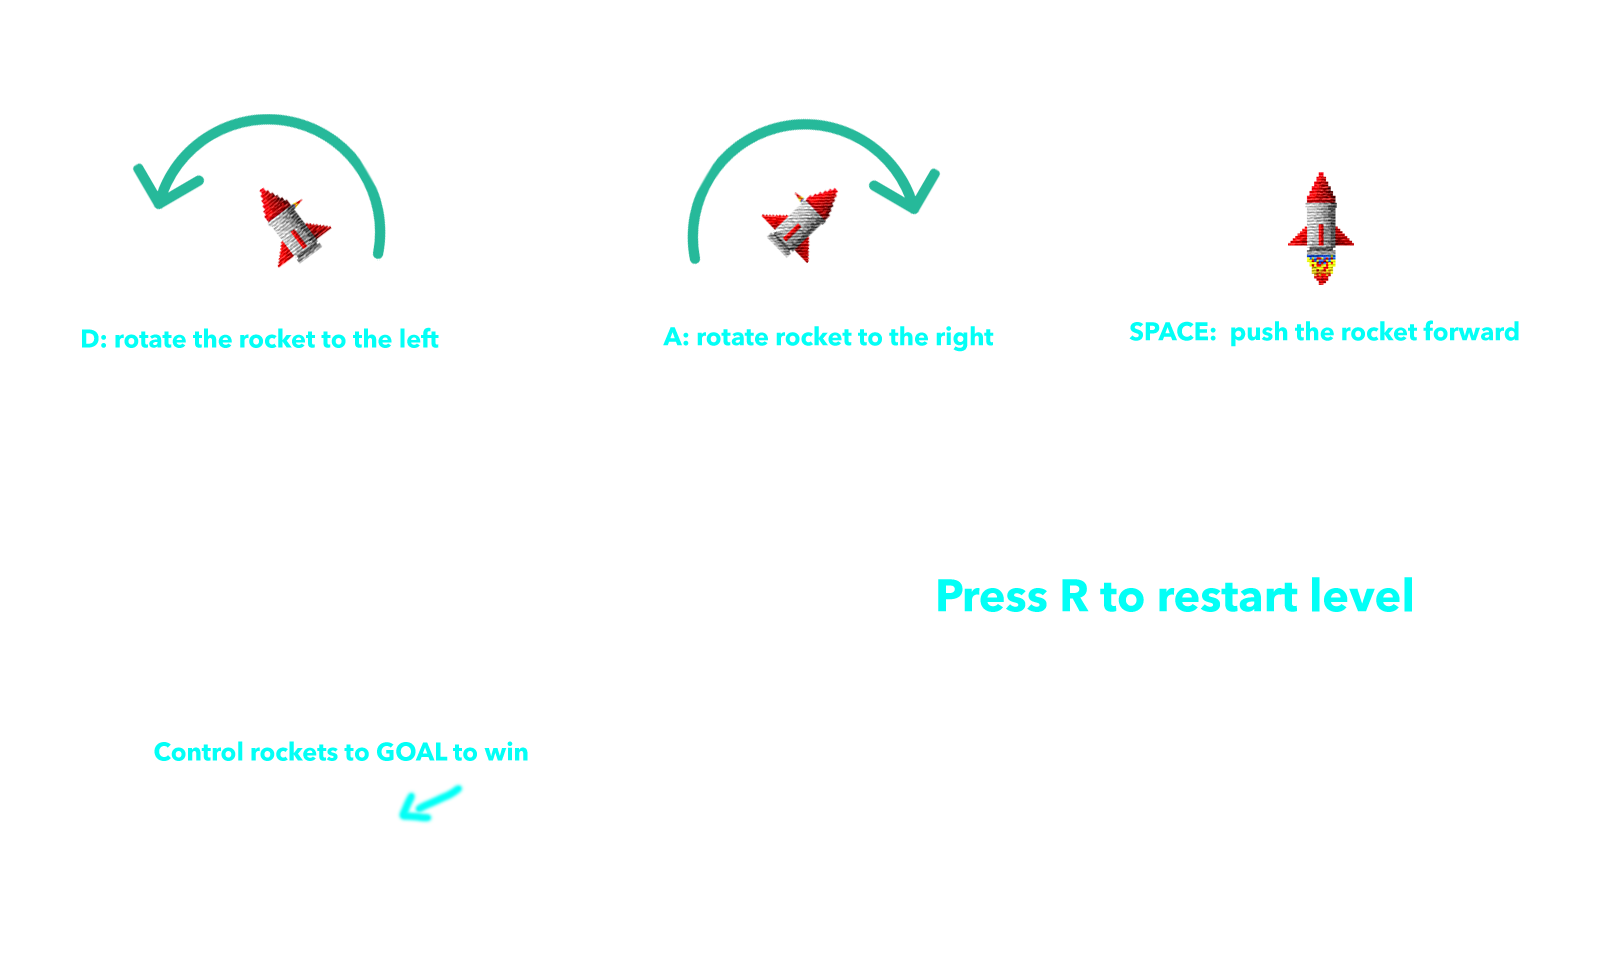 D: rotate the rocket to the left
A: rotate rocket to the right
SPACE: push the rocket forward
Press R to restart level
Control rockets to GOAL to win